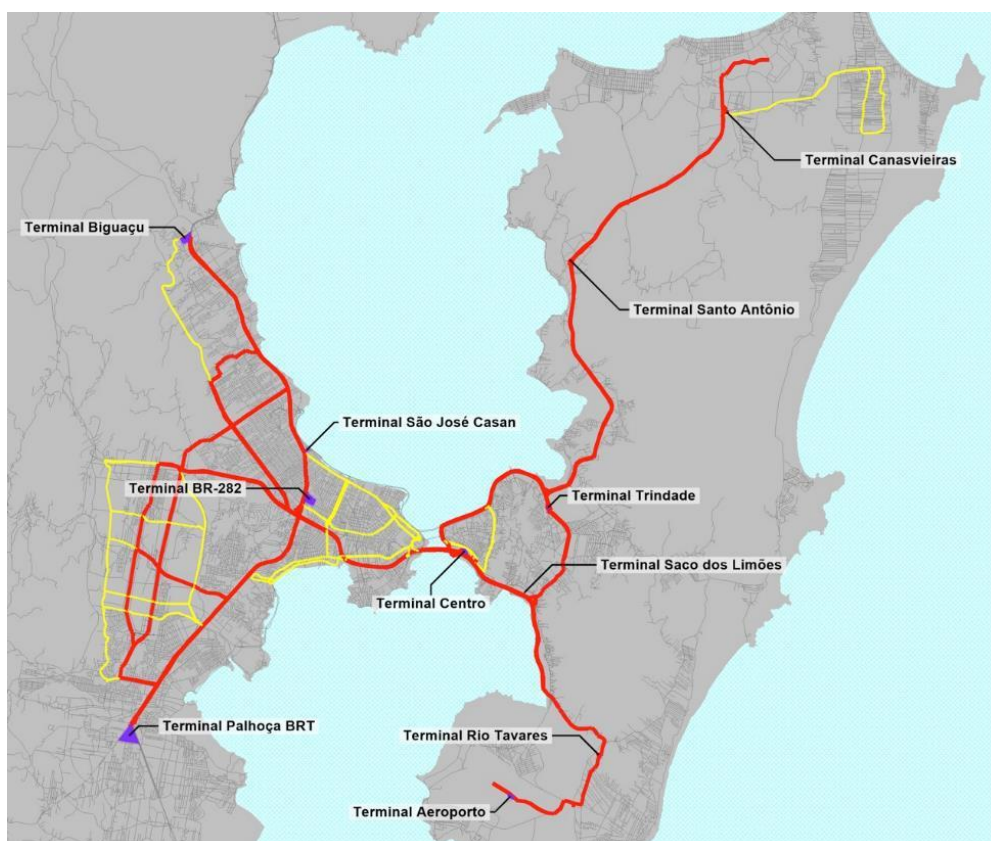 Terminal Canasvieiras
Terminal Biguaçu
Terminal Santo Antônio
Terminal São José Casan
Terminal BR-282
Terminal Trindade
Terminal Saco dos Limões
Terminal Centro
Terminal Palhoça BRT
Terminal Rio Tavares
Terminal Aeroporto